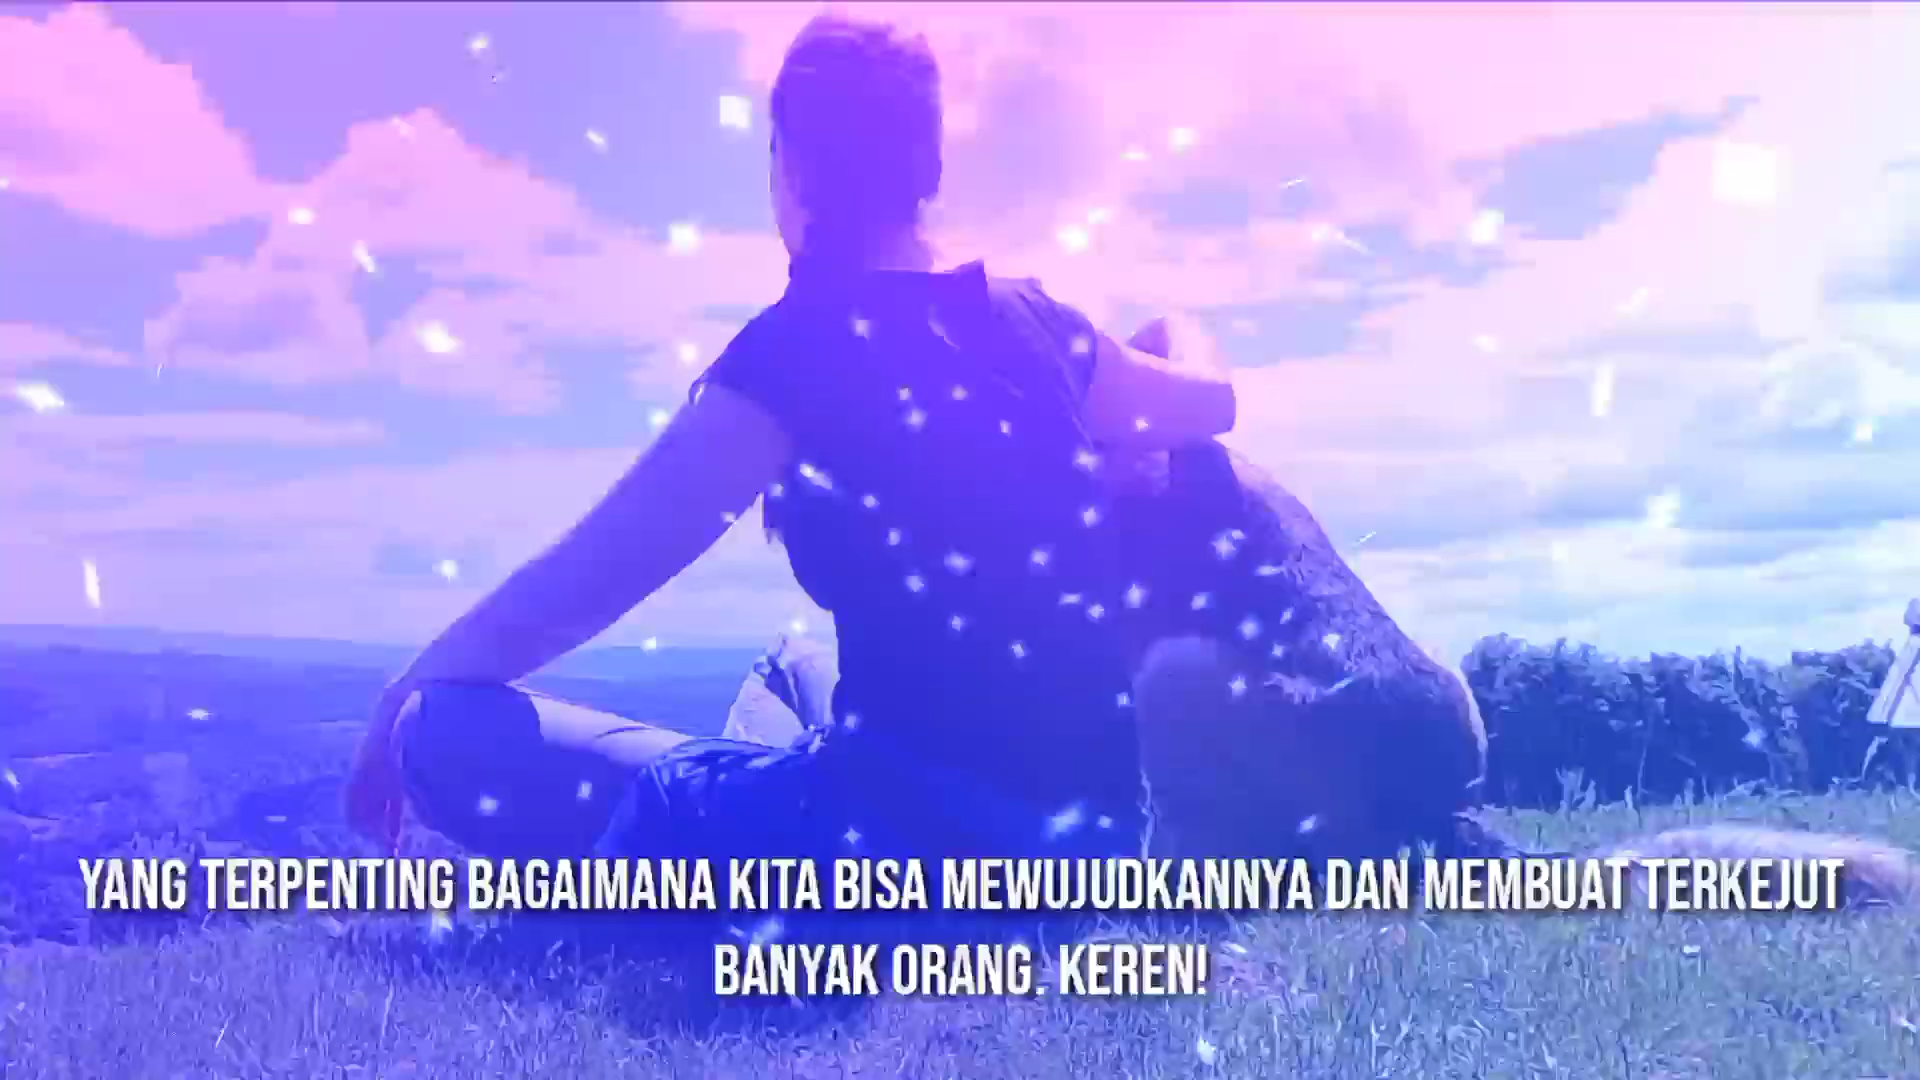 YANG TERPENTING BAGAIMANA KITA BISA MEWUJUDKANNYA DAN MEMBUAT TERKEJUT
BANYAK ORANG. KEREN!